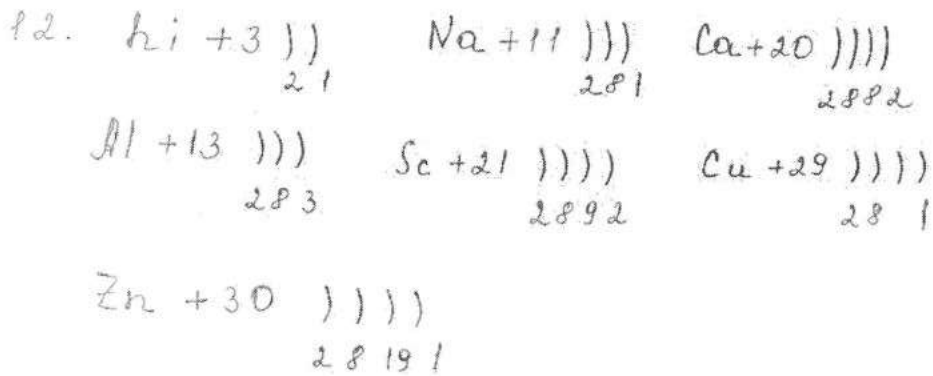 12. Li +3 )) Na +11 ))) Ca +20 ))))
2 1 2 8 1 2 8 8 2
Al +13 ))) Sc +21 )))) Cu +29 ))))
2 8 3 2 8 9 2 2 8 1
Zn +30 ))))
2 8 19 1